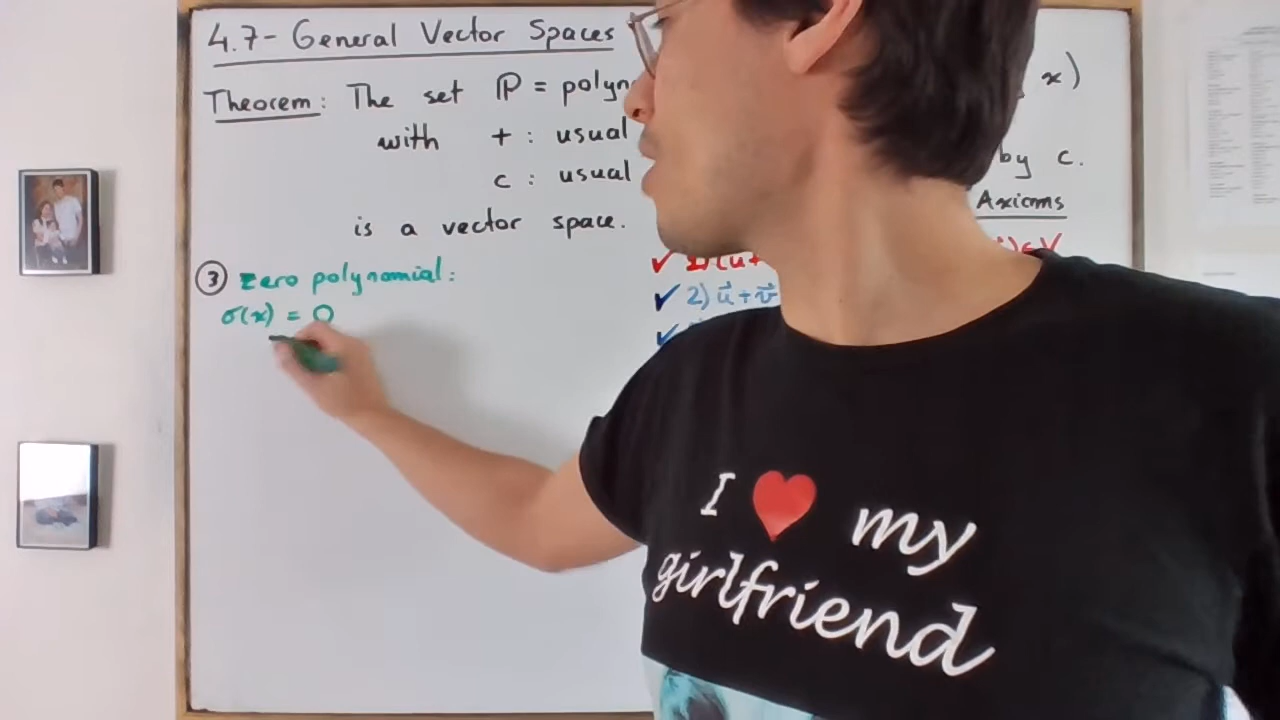 4.7- General Vector Spaces
Theorem: The set ℙ = polyn x)
with + : usual
c : usual by c.
is a vector space. Axioms
③ zero polynomial:
σ(x) = 0
✓ 2) u⃗ + v⃗
I ❤ my
girlfriend